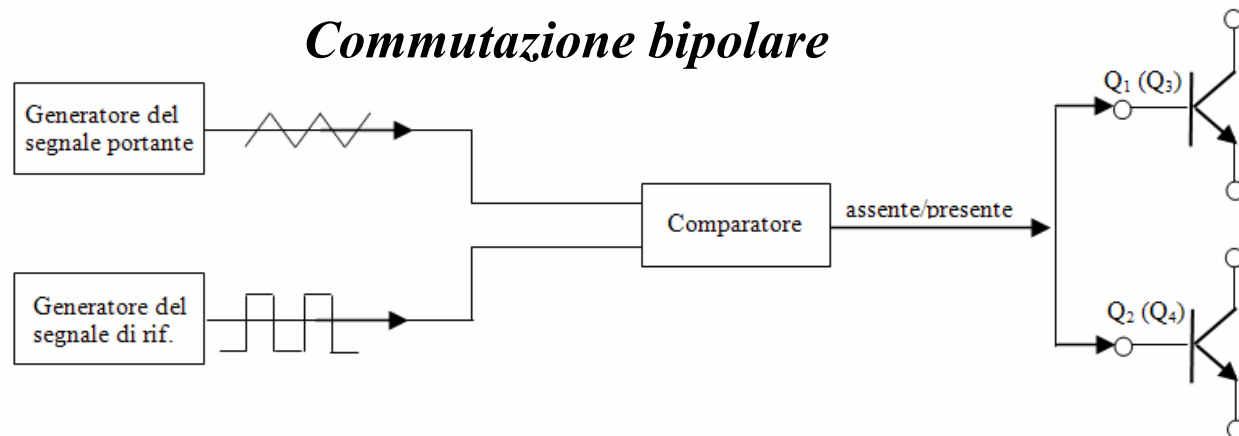 Commutazione bipolare
Generatore del
segnale portante
Generatore del
segnale di rif.
Comparatore
assente/presente
Q₁ (Q₃)
Q₂ (Q₄)